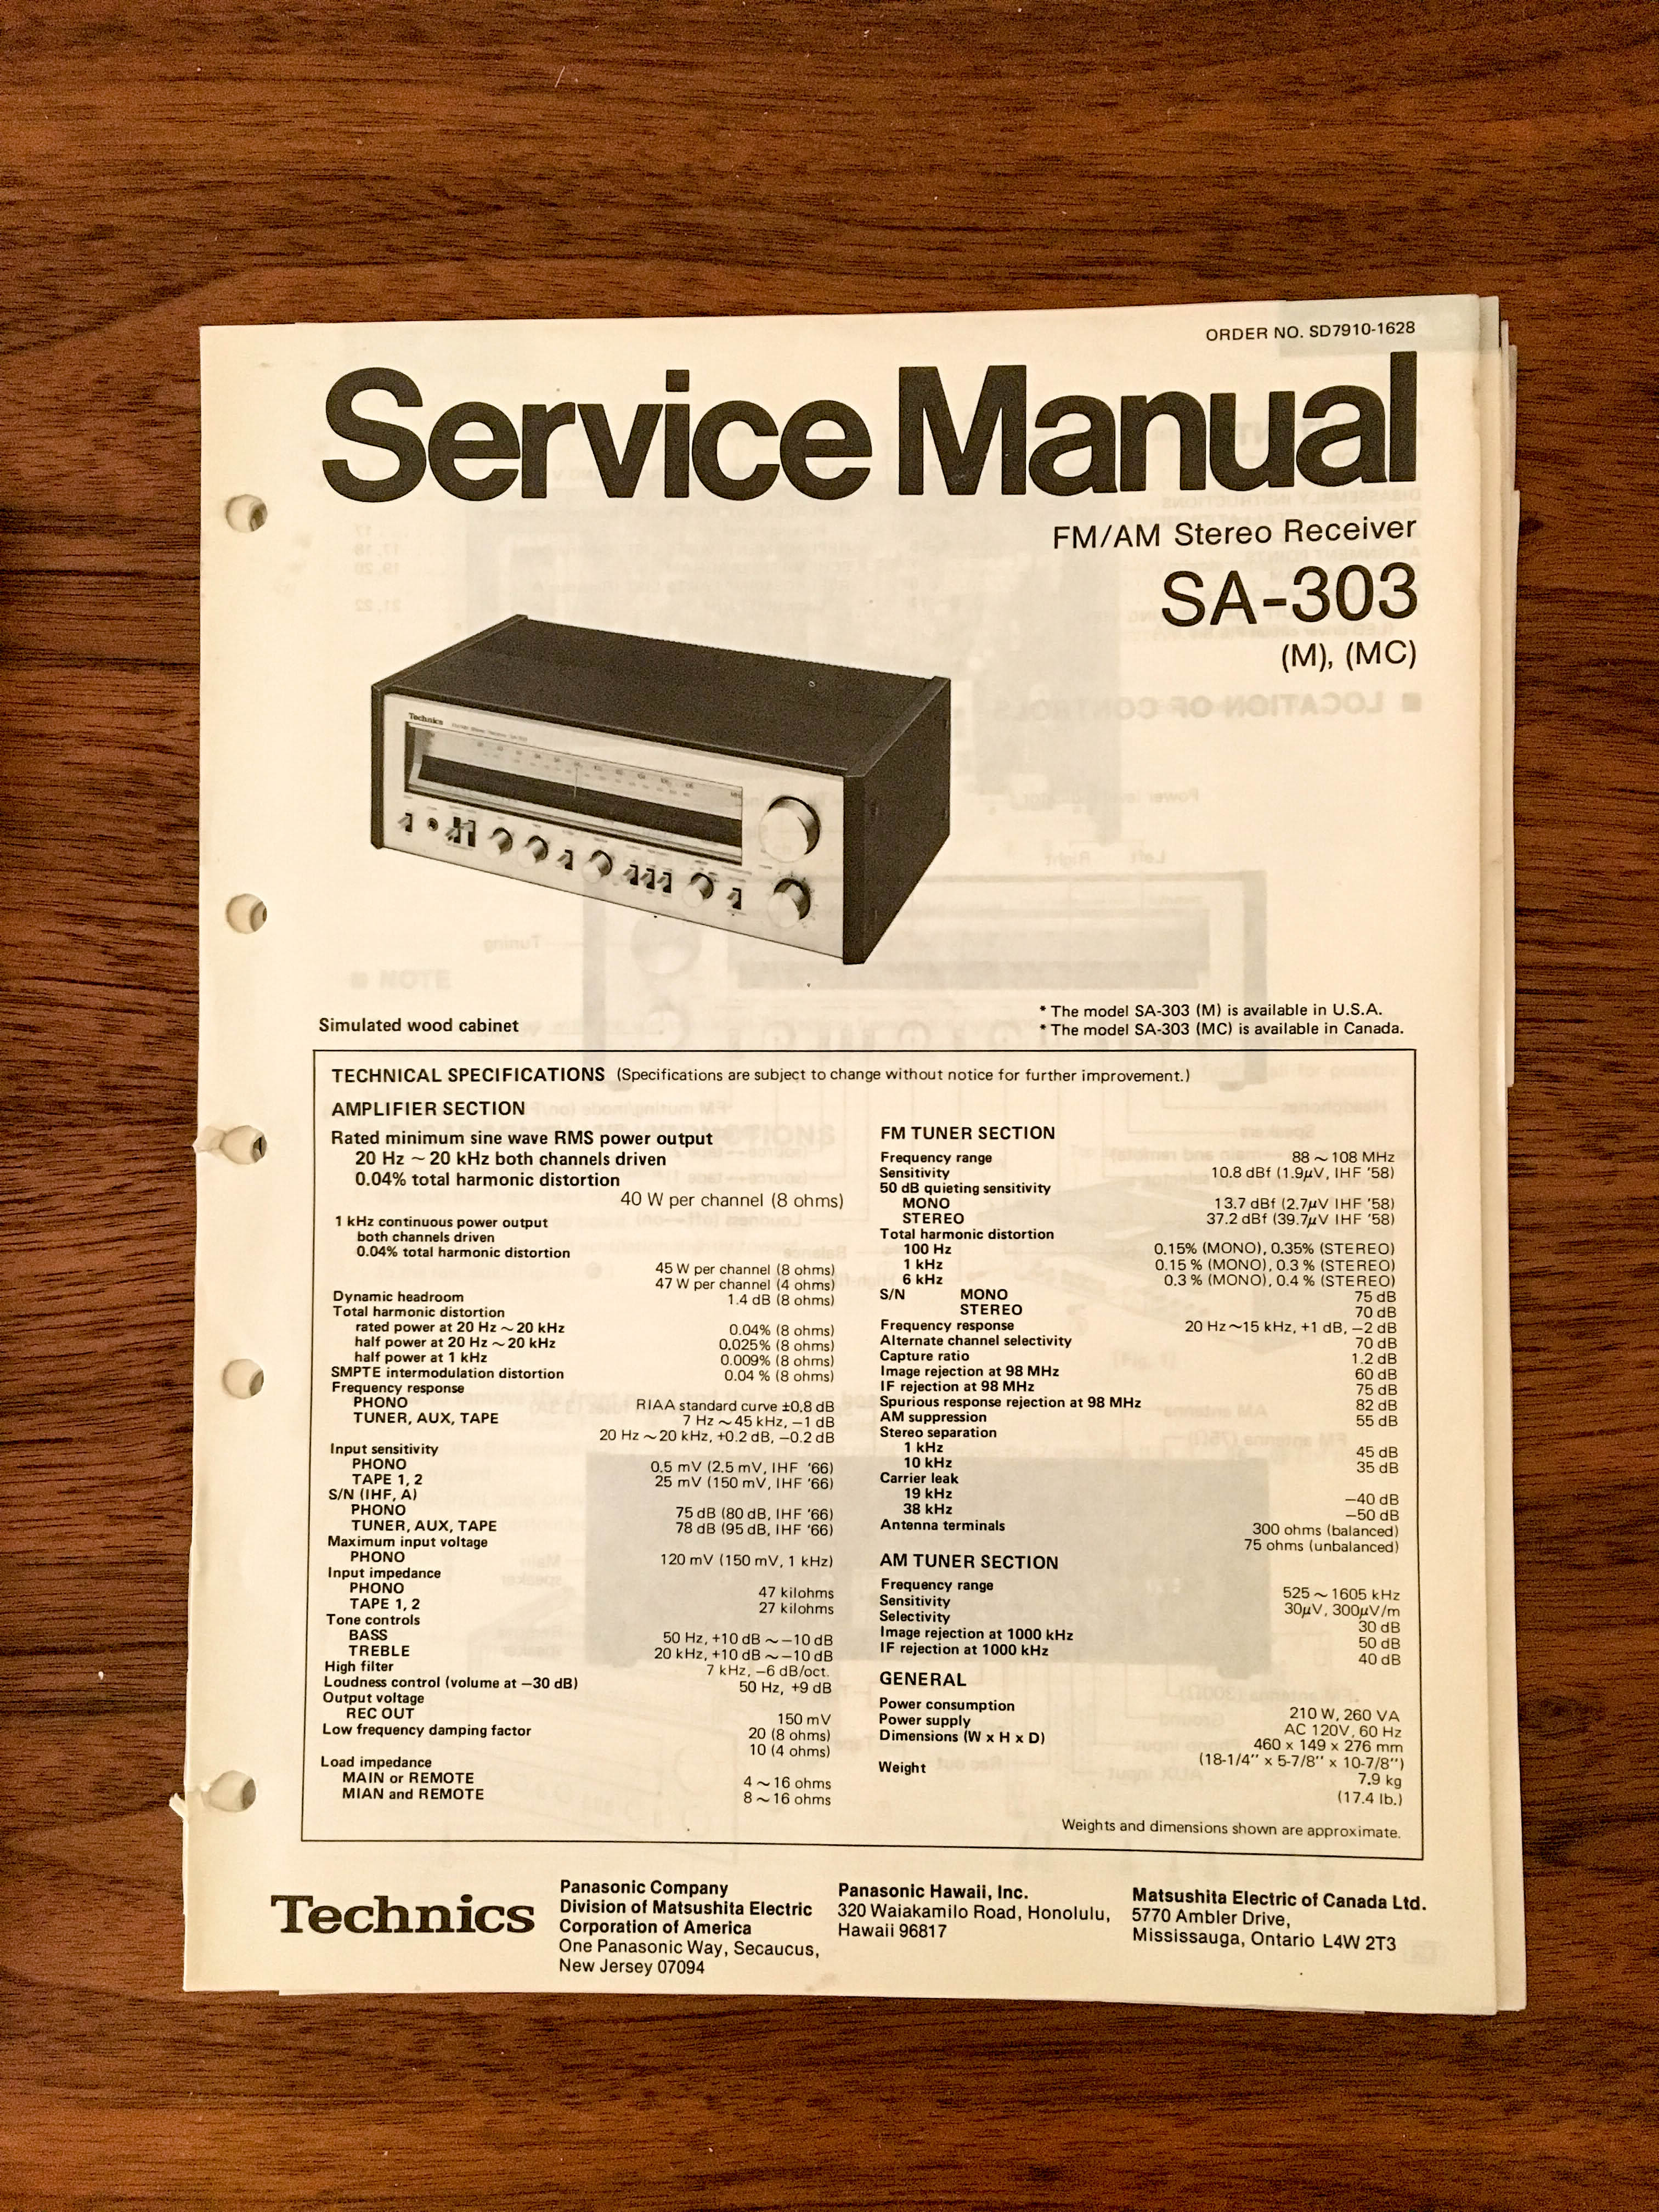 ORDER NO. SD7910-1628
Service Manual
FM/AM Stereo Receiver
SA-303
(M), (MC)
Technics
Simulated wood cabinet
* The model SA-303 (M) is available in U.S.A.
* The model SA-303 (MC) is available in Canada.
TECHNICAL SPECIFICATIONS (Specifications are subject to change without notice for further improvement.)
AMPLIFIER SECTION
Rated minimum sine wave RMS power output
20 Hz ~ 20 kHz both channels driven
0.04% total harmonic distortion
40 W per channel (8 ohms)
1 kHz continuous power output
both channels driven
0.04% total harmonic distortion
45 W per channel (8 ohms)
47 W per channel (4 ohms)
Dynamic headroom 1.4 dB (8 ohms)
Total harmonic distortion
rated power at 20 Hz ~ 20 kHz 0.04% (8 ohms)
half power at 20 Hz ~ 20 kHz 0.025% (8 ohms)
half power at 1 kHz 0.009% (8 ohms)
SMPTE intermodulation distortion 0.04 % (8 ohms)
Frequency response
PHONO RIAA standard curve ±0.8 dB
TUNER, AUX, TAPE 7 Hz ~ 45 kHz, −1 dB
20 Hz ~ 20 kHz, +0.2 dB, −0.2 dB
Input sensitivity
PHONO 0.5 mV (2.5 mV, IHF '66)
TAPE 1, 2 25 mV (150 mV, IHF '66)
S/N (IHF, A)
PHONO 75 dB (80 dB, IHF '66)
TUNER, AUX, TAPE 78 dB (95 dB, IHF '66)
Maximum input voltage
PHONO 120 mV (150 mV, 1 kHz)
Input impedance
PHONO 47 kilohms
TAPE 1, 2 27 kilohms
Tone controls
BASS 50 Hz, +10 dB ~ −10 dB
TREBLE 20 kHz, +10 dB ~ −10 dB
High filter 7 kHz, −6 dB/oct.
Loudness control (volume at −30 dB) 50 Hz, +9 dB
Output voltage
REC OUT 150 mV
Low frequency damping factor 20 (8 ohms)
10 (4 ohms)
Load impedance
MAIN or REMOTE 4 ~ 16 ohms
MIAN and REMOTE 8 ~ 16 ohms
FM TUNER SECTION
Frequency range 88 ~ 108 MHz
Sensitivity 10.8 dBf (1.9μV, IHF '58)
50 dB quieting sensitivity
MONO 13.7 dBf (2.7μV IHF '58)
STEREO 37.2 dBf (39.7μV IHF '58)
Total harmonic distortion
100 Hz 0.15% (MONO), 0.35% (STEREO)
1 kHz 0.15 % (MONO), 0.3 % (STEREO)
6 kHz 0.3 % (MONO), 0.4 % (STEREO)
S/N MONO 75 dB
STEREO 70 dB
Frequency response 20 Hz~15 kHz, +1 dB, −2 dB
Alternate channel selectivity 70 dB
Capture ratio 1.2 dB
Image rejection at 98 MHz 60 dB
IF rejection at 98 MHz 75 dB
Spurious response rejection at 98 MHz 82 dB
AM suppression 55 dB
Stereo separation
1 kHz 45 dB
10 kHz 35 dB
Carrier leak
19 kHz −40 dB
38 kHz −50 dB
Antenna terminals 300 ohms (balanced)
75 ohms (unbalanced)
AM TUNER SECTION
Frequency range 525 ~ 1605 kHz
Sensitivity 30μV, 300μV/m
Selectivity 30 dB
Image rejection at 1000 kHz 50 dB
IF rejection at 1000 kHz 40 dB
GENERAL
Power consumption 210 W, 260 VA
Power supply AC 120V, 60 Hz
Dimensions (W x H x D) 460 x 149 x 276 mm
(18-1/4'' x 5-7/8'' x 10-7/8'')
Weight 7.9 kg
(17.4 lb.)
Weights and dimensions shown are approximate.
Technics
Panasonic Company
Division of Matsushita Electric
Corporation of America
One Panasonic Way, Secaucus,
New Jersey 07094
Panasonic Hawaii, Inc.
320 Waiakamilo Road, Honolulu,
Hawaii 96817
Matsushita Electric of Canada Ltd.
5770 Ambler Drive,
Mississauga, Ontario L4W 2T3